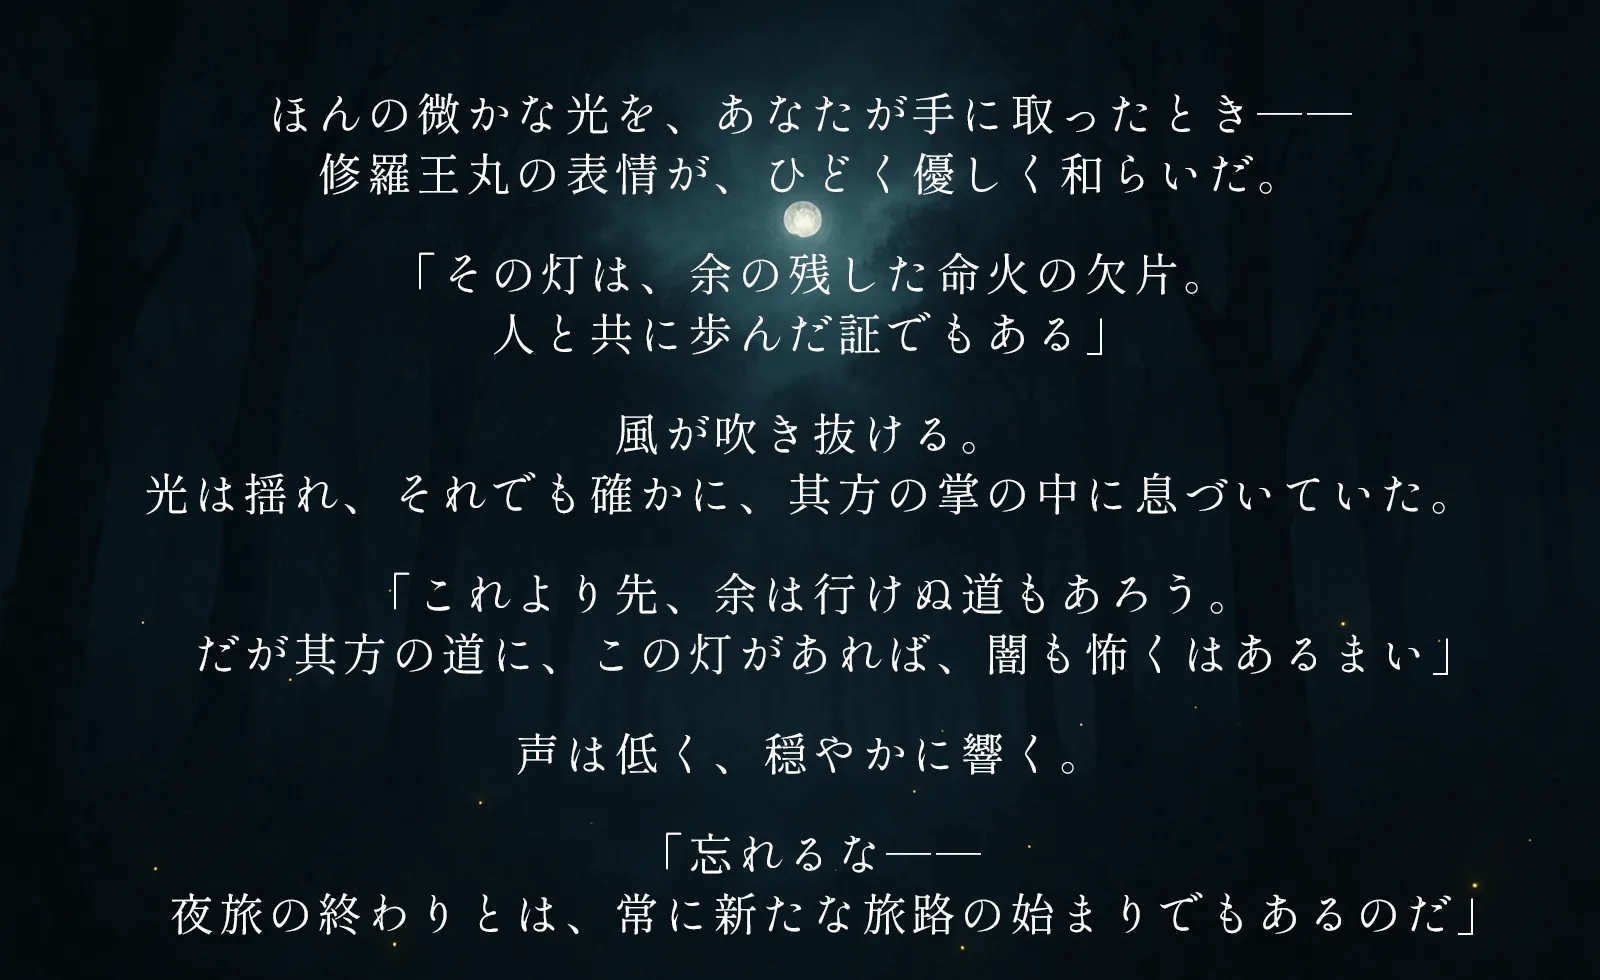 ほんの微かな光を、あなたが手に取ったとき――
修羅王丸の表情が、ひどく優しく和らいだ。
「その灯は、余の残した命火の欠片。
人と共に歩んだ証でもある」
風が吹き抜ける。
光は揺れ、それでも確かに、其方の掌の中に息づいていた。
「これより先、余は行けぬ道もあろう。
だが其方の道に、この灯があれば、闇も怖くはあるまい」
声は低く、穏やかに響く。
「忘れるな――
夜旅の終わりとは、常に新たな旅路の始まりでもあるのだ」